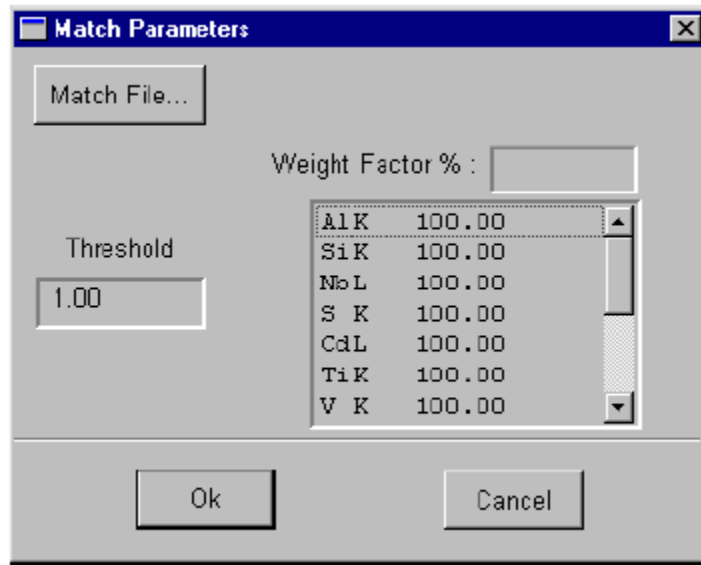 Match Parameters
Match File...
Weight Factor % :
Threshold
1.00
AlK 100.00
SiK 100.00
NbL 100.00
S K 100.00
CdL 100.00
TiK 100.00
V K 100.00
Ok
Cancel